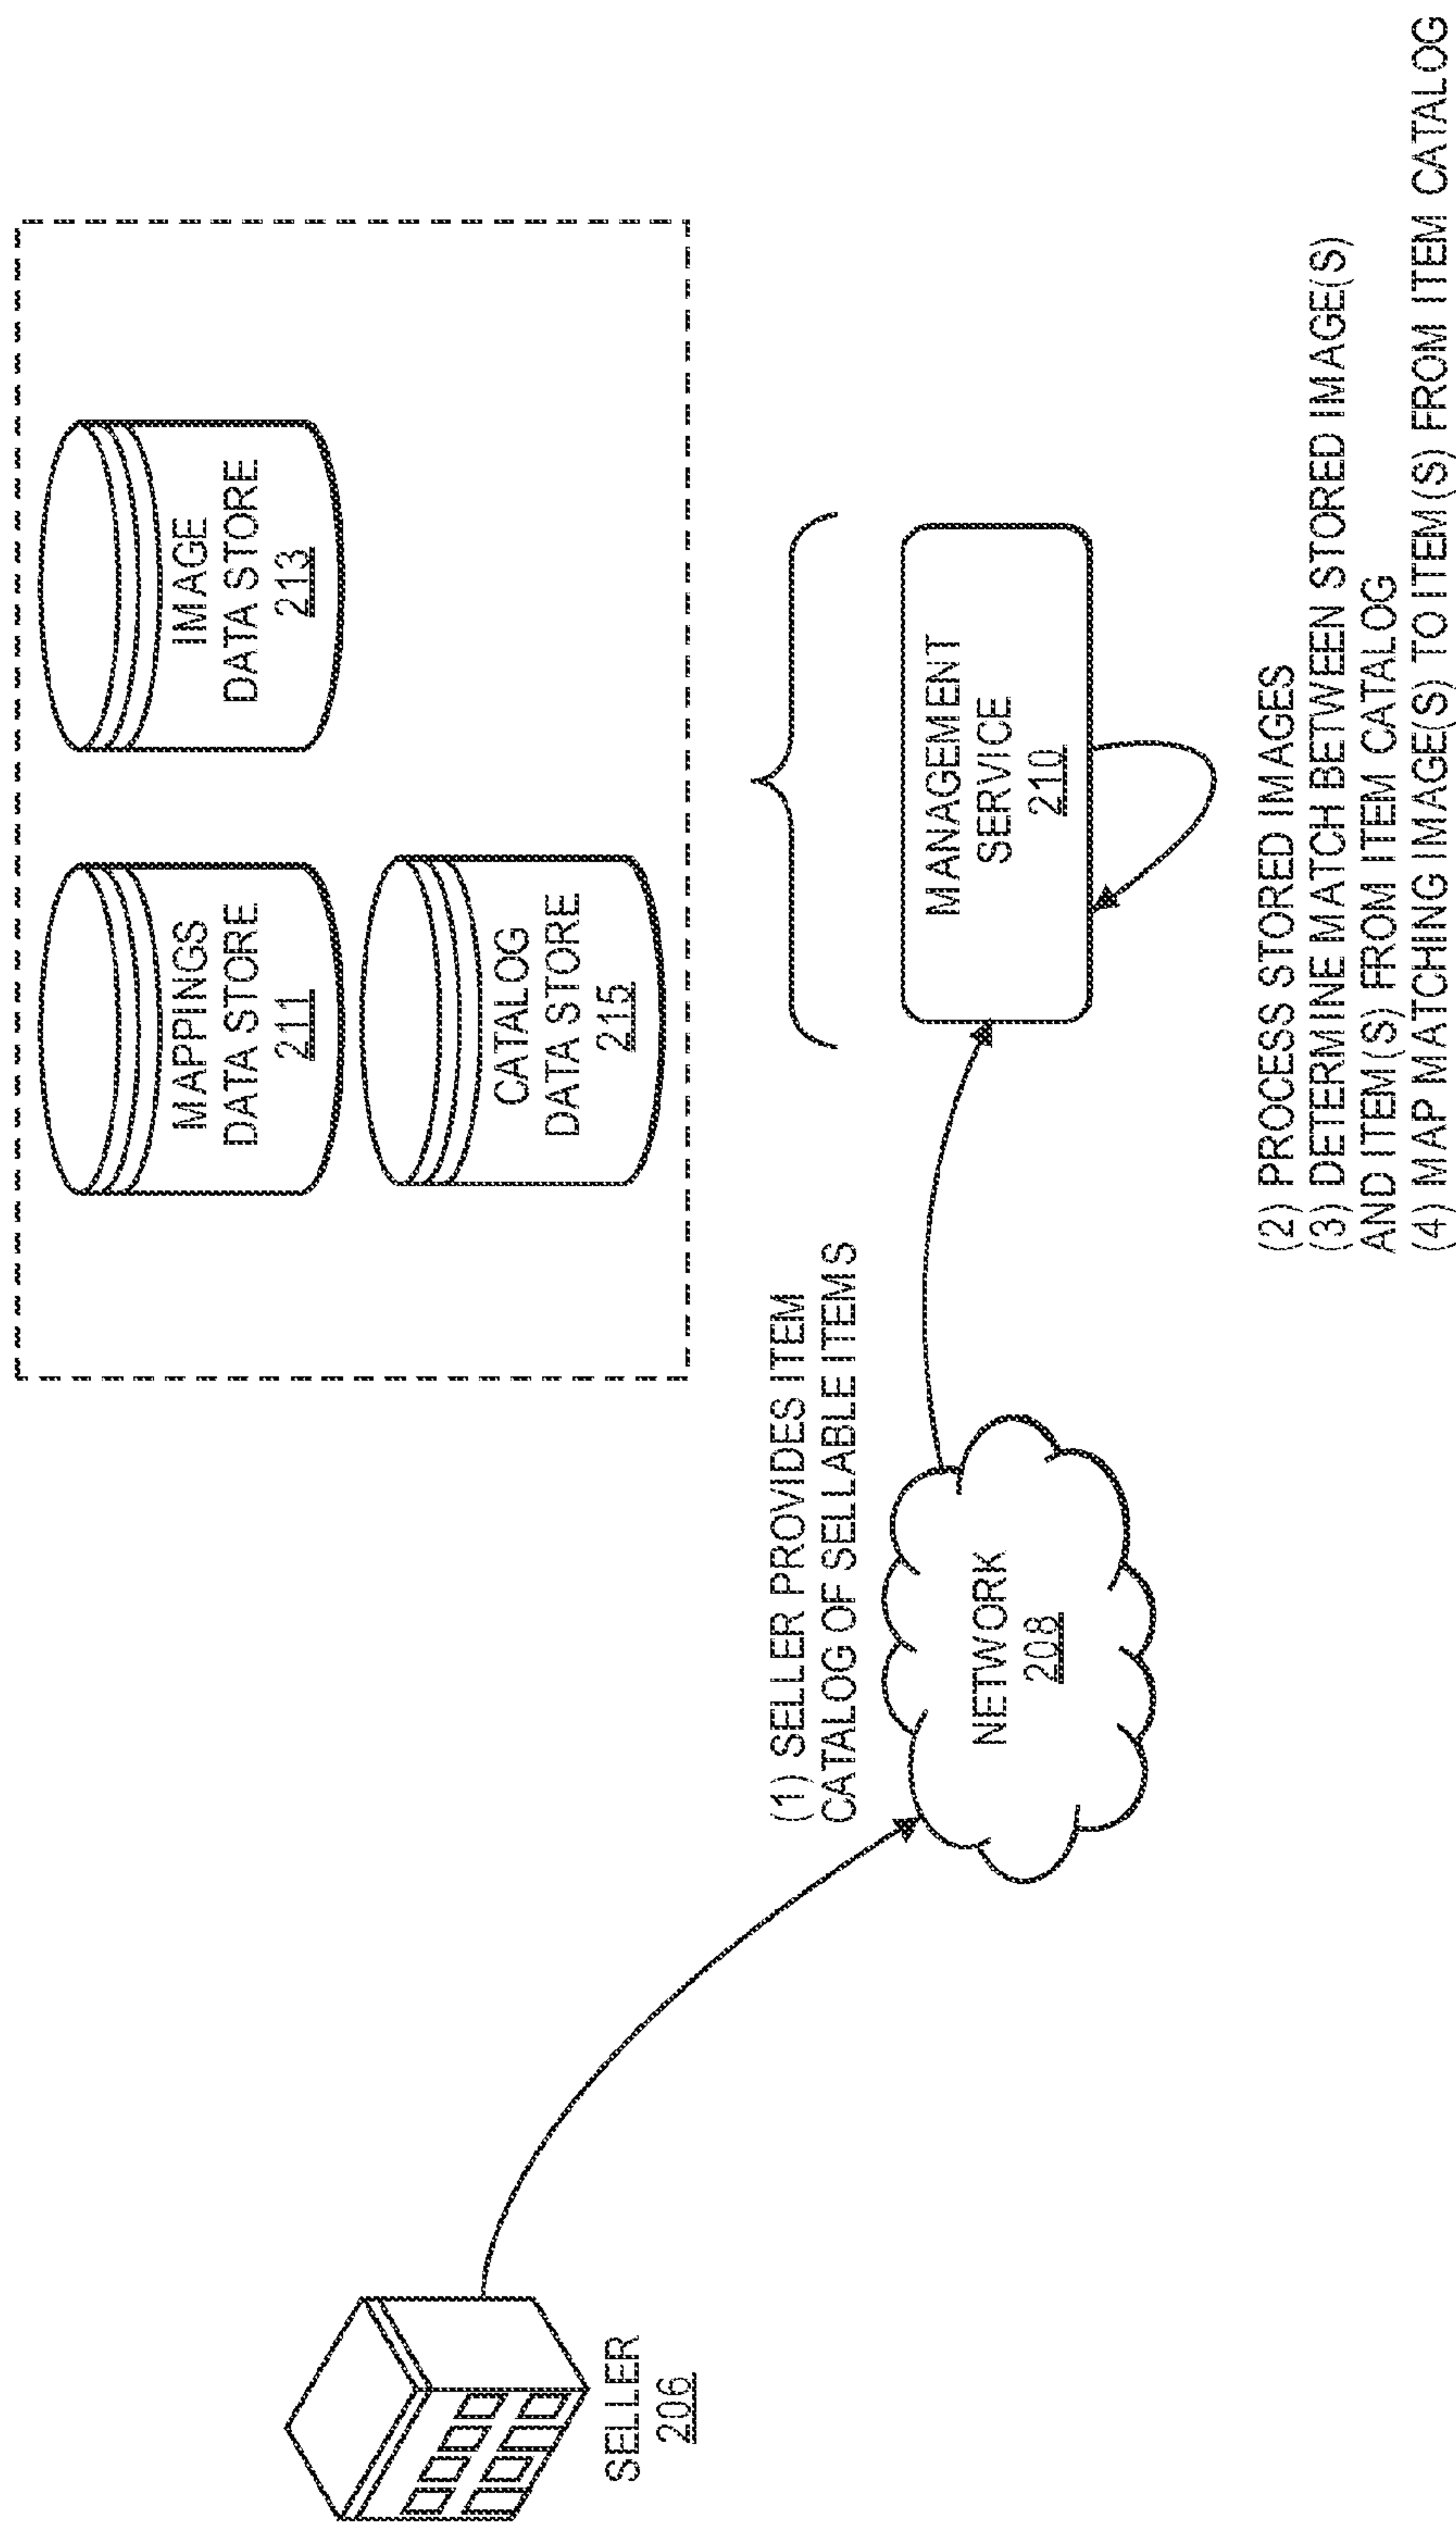 MAPPINGS
DATA STORE
211
IMAGE
DATA STORE
213
CATALOG
DATA STORE
215
(1) SELLER PROVIDES ITEM
CATALOG OF SELLABLE ITEMS
SELLER
206
NETWORK
208
MANAGEMENT
SERVICE
210
(2) PROCESS STORED IMAGES
(3) DETERMINE MATCH BETWEEN STORED IMAGE(S)
AND ITEM(S) FROM ITEM CATALOG
(4) MAP MATCHING IMAGE(S) TO ITEM(S) FROM ITEM CATALOG